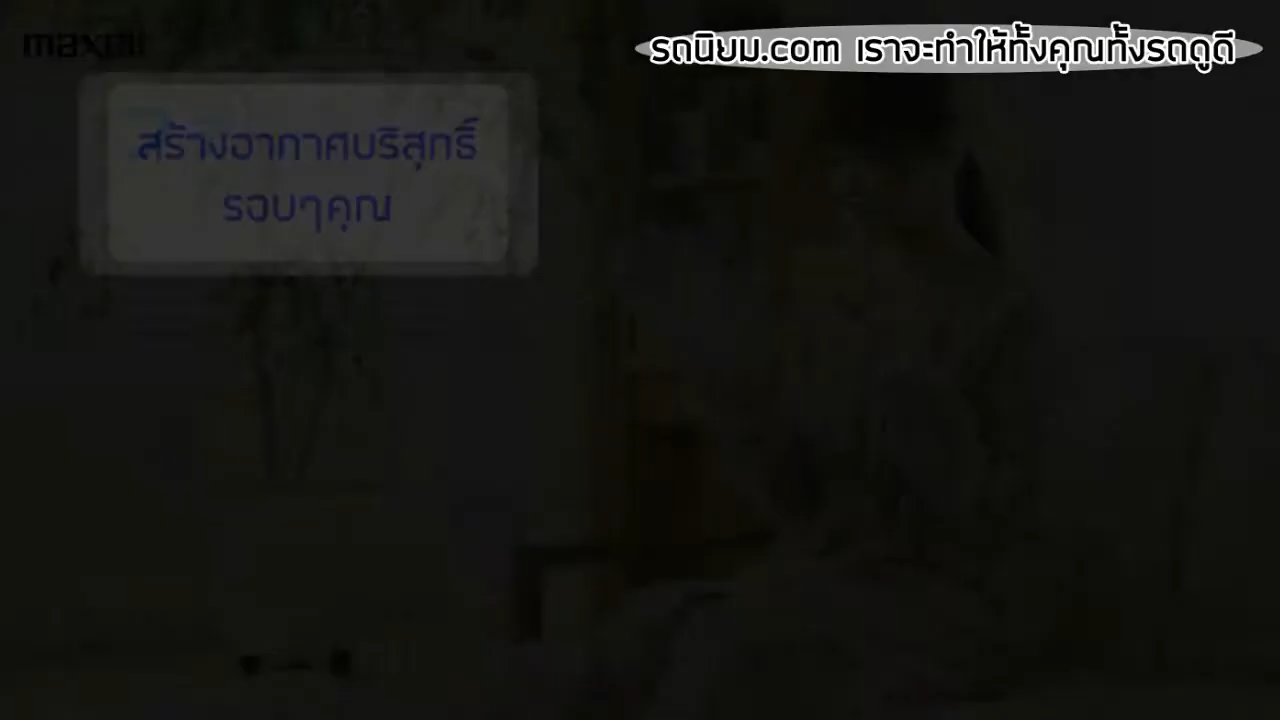 maxmi
รถนิยม.com เราจะทำให้ทั้งคุณทั้งรถดูดี
สร้างอากาศบริสุทธิ์
รอบๆคุณ